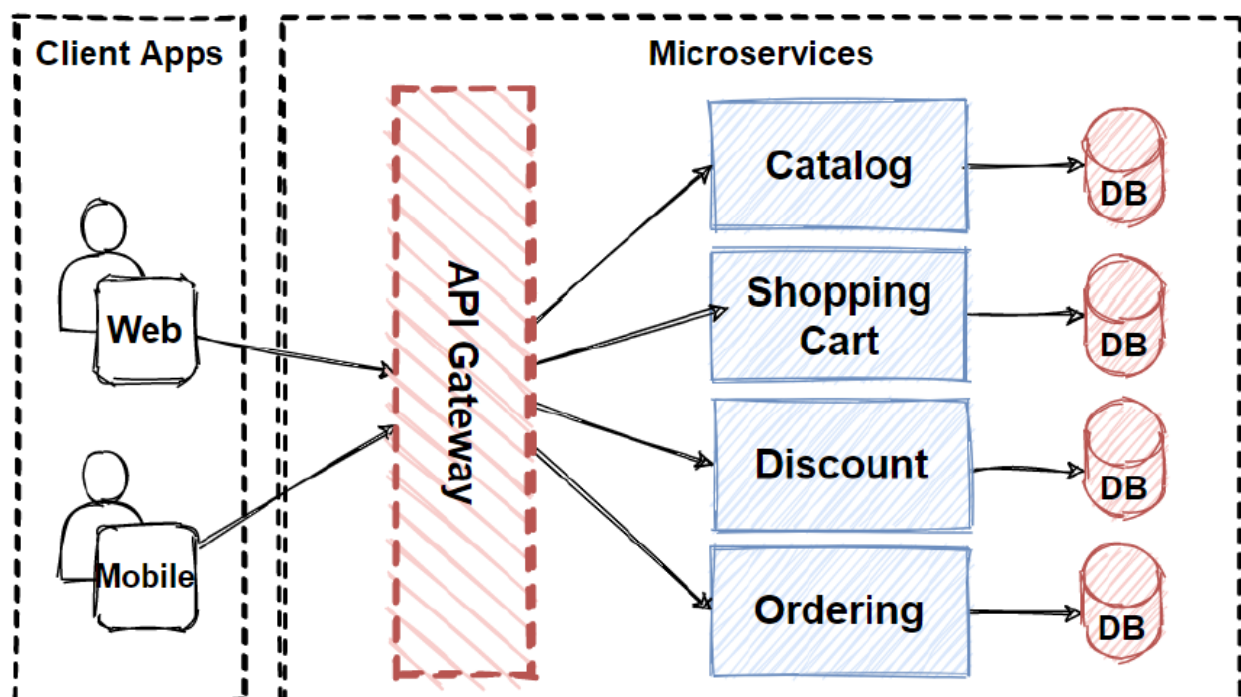 Client Apps
Microservices
Web
Mobile
API Gateway
Catalog
DB
Shopping
Cart
DB
Discount
DB
Ordering
DB